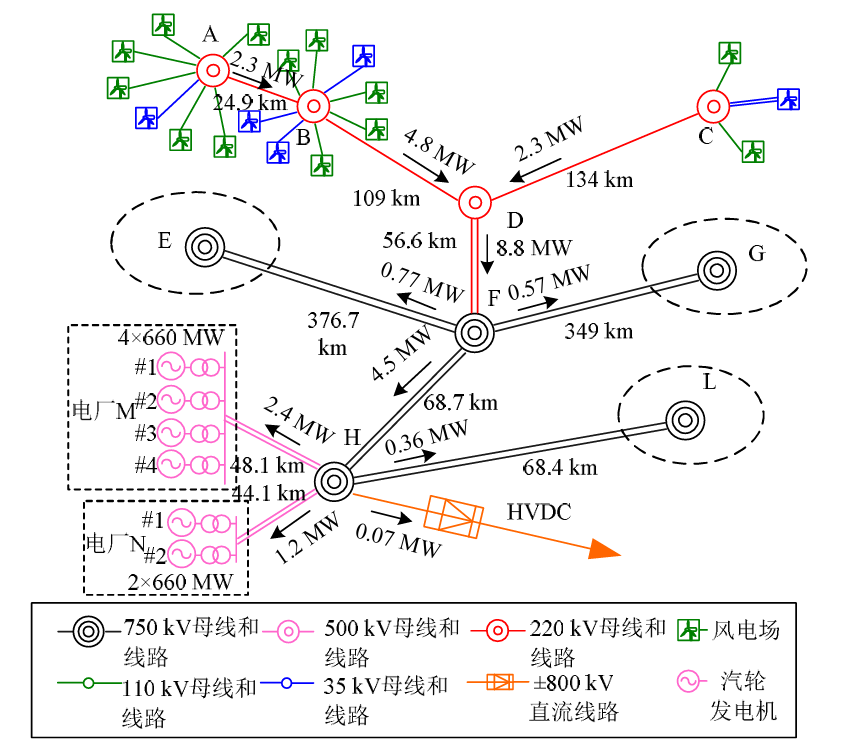 A
2.3 MW
24.9 km
B
4.8 MW
2.3 MW
C
109 km
134 km
D
56.6 km
8.8 MW
E
0.77 MW
F
0.57 MW
G
376.7
km
349 km
4×660 MW
#1
#2
电厂M
#3
#4
4.5 MW
68.7 km
L
2.4 MW
H
0.36 MW
48.1 km
68.4 km
44.1 km
#1
电厂N
#2
2×660 MW
1.2 MW
0.07 MW
HVDC
750 kV母线和
线路
500 kV母线和
线路
220 kV母线和
线路
风电场
110 kV母线和
线路
35 kV母线和
线路
±800 kV
直流线路
汽轮
发电机